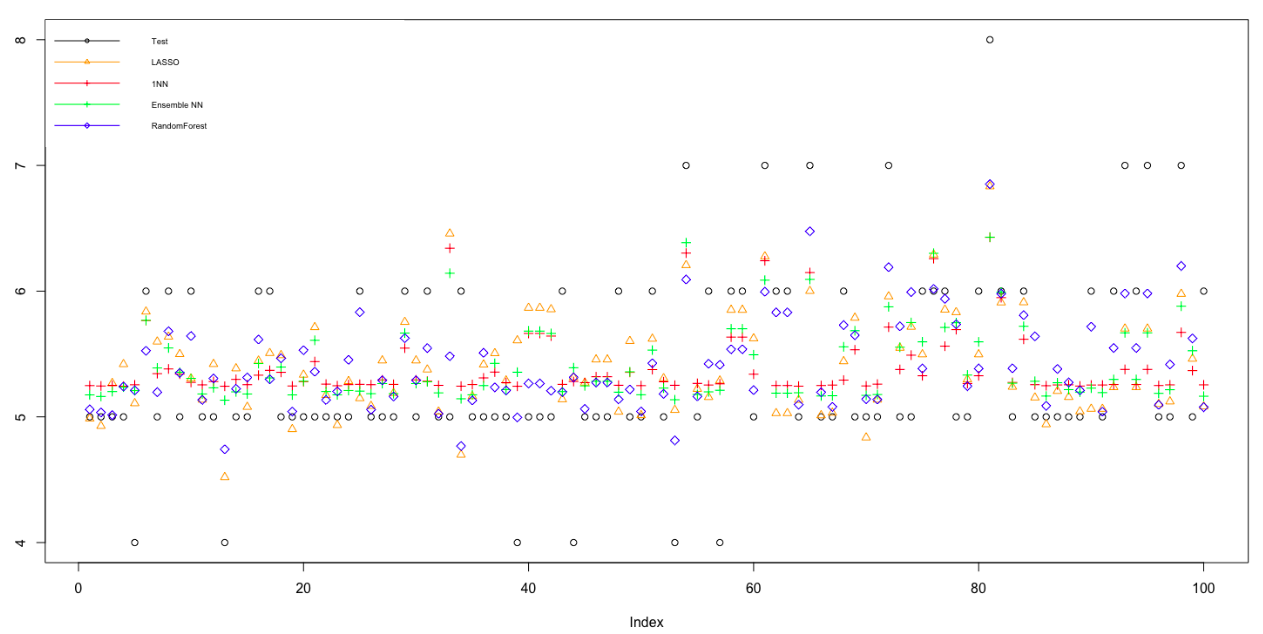 8
7
6
5
4
Test
LASSO
1NN
Ensemble NN
RandomForest
0 20 40 60 80 100
Index